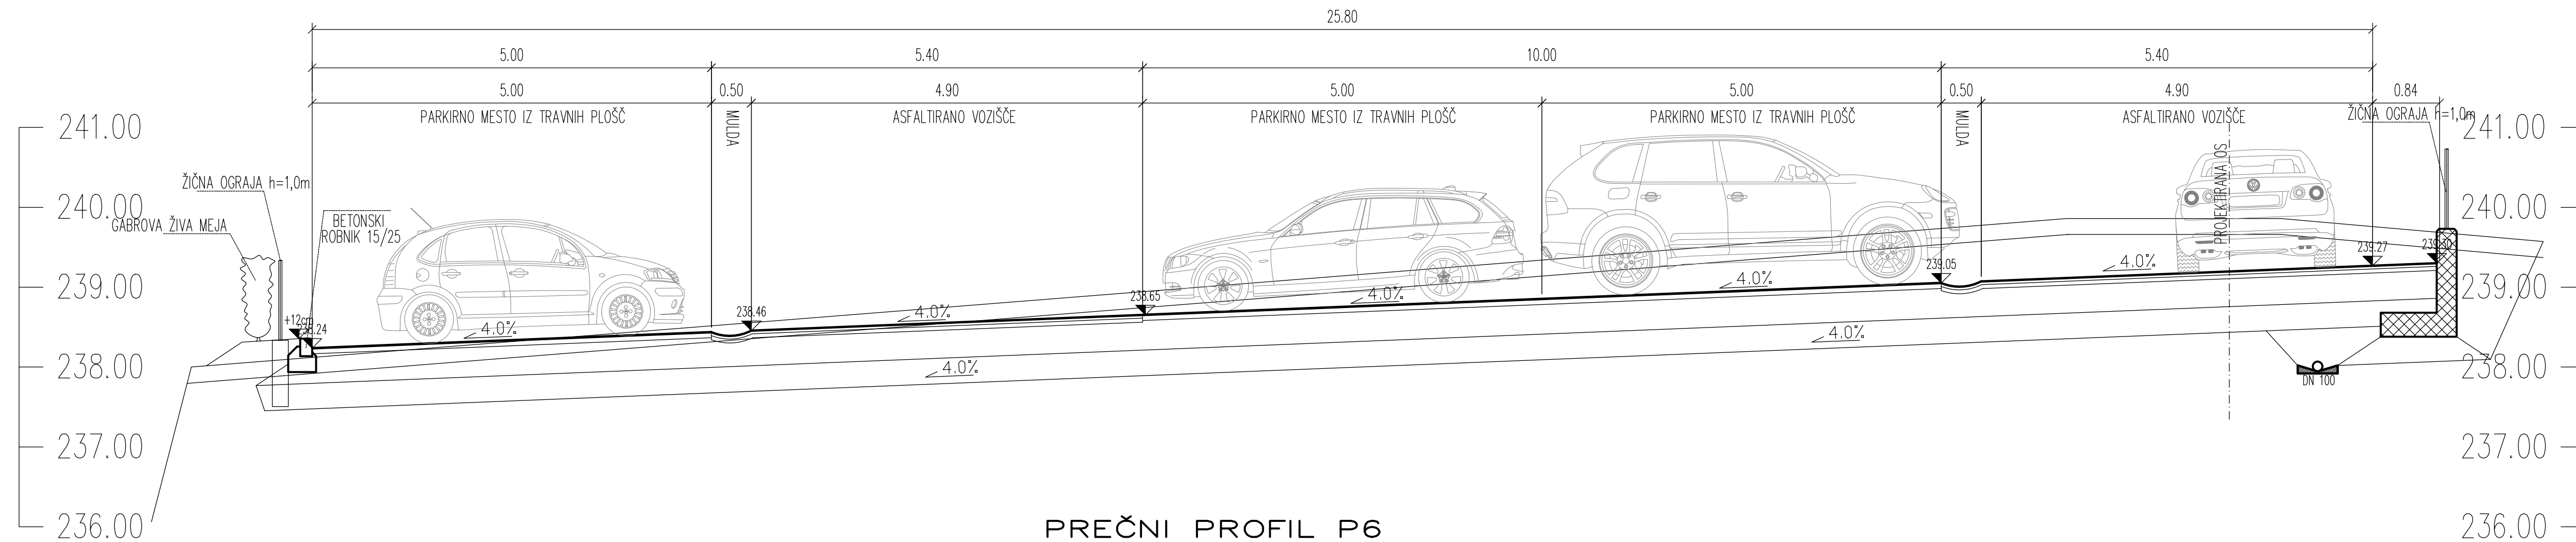 25.80
5.00 5.40 10.00 5.40
5.00 0.50 4.90 5.00 5.00 0.50 4.90 0.84
PARKIRNO MESTO IZ TRAVNIH PLOŠČ
MULDA
ASFALTIRANO VOZIŠČE
PARKIRNO MESTO IZ TRAVNIH PLOŠČ
PARKIRNO MESTO IZ TRAVNIH PLOŠČ
MULDA
ASFALTIRANO VOZIŠČE
ŽIČNA OGRAJA h=1,0m
241.00
240.00
239.00
238.00
237.00
236.00
ŽIČNA OGRAJA h=1,0m
GABROVA ŽIVA MEJA
BETONSKI
ROBNIK 15/25
+12cm
238.24
4.0%
238.46
4.0%
238.65
4.0%
4.0%
239.05
4.0%
239.27
239.30
PROJEKTIRANA OS
4.0%
4.0%
DN 100
241.00
240.00
239.00
238.00
237.00
236.00
PREČNI PROFIL P6